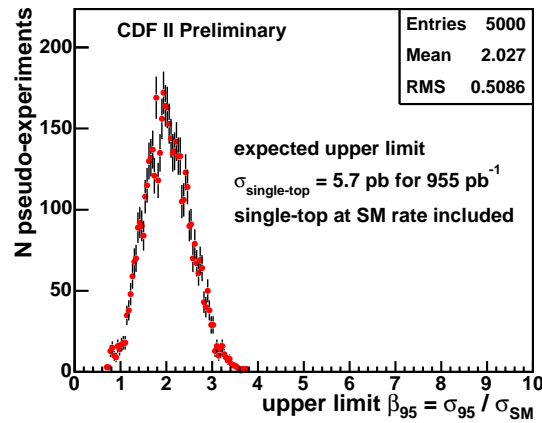 CDF II Preliminary
Entries 5000
Mean 2.027
RMS 0.5086
N pseudo-experiments
200
150
100
50
0
expected upper limit
σsingle-top = 5.7 pb for 955 pb-1
single-top at SM rate included
0 1 2 3 4 5 6 7 8 9 10
upper limit β95 = σ95 / σSM